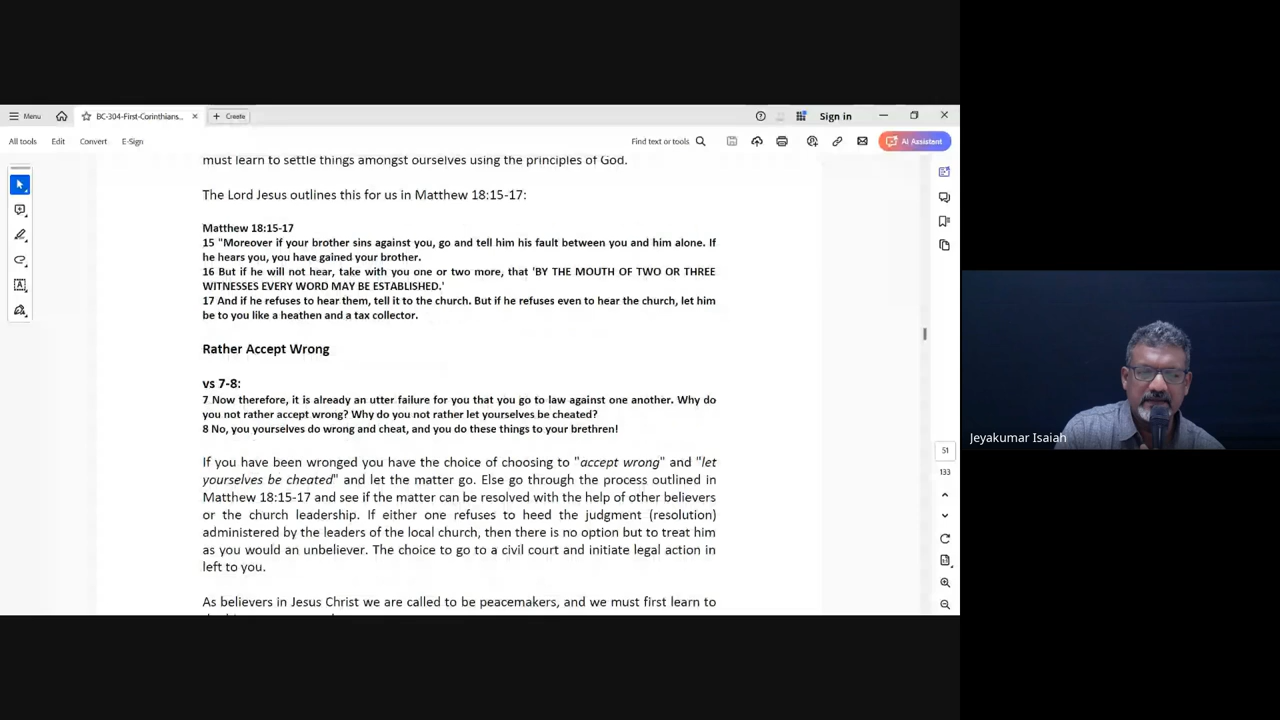 Menu
BC-304-First-Corinthians...
Create
Sign in
All tools
Edit
Convert
E-Sign
Find text or tools
AI Assistant
must learn to settle things amongst ourselves using the principles of God.
The Lord Jesus outlines this for us in Matthew 18:15-17:
Matthew 18:15-17
15 "Moreover if your brother sins against you, go and tell him his fault between you and him alone. If
he hears you, you have gained your brother.
16 But if he will not hear, take with you one or two more, that 'BY THE MOUTH OF TWO OR THREE
WITNESSES EVERY WORD MAY BE ESTABLISHED.'
17 And if he refuses to hear them, tell it to the church. But if he refuses even to hear the church, let him
be to you like a heathen and a tax collector.
Rather Accept Wrong
vs 7-8:
7 Now therefore, it is already an utter failure for you that you go to law against one another. Why do
you not rather accept wrong? Why do you not rather let yourselves be cheated?
8 No, you yourselves do wrong and cheat, and you do these things to your brethren!
If you have been wronged you have the choice of choosing to "accept wrong" and "let
yourselves be cheated" and let the matter go. Else go through the process outlined in
Matthew 18:15-17 and see if the matter can be resolved with the help of other believers
or the church leadership. If either one refuses to heed the judgment (resolution)
administered by the leaders of the local church, then there is no option but to treat him
as you would an unbeliever. The choice to go to a civil court and initiate legal action in
left to you.
As believers in Jesus Christ we are called to be peacemakers, and we must first learn to
51
133
Jeyakumar Isaiah